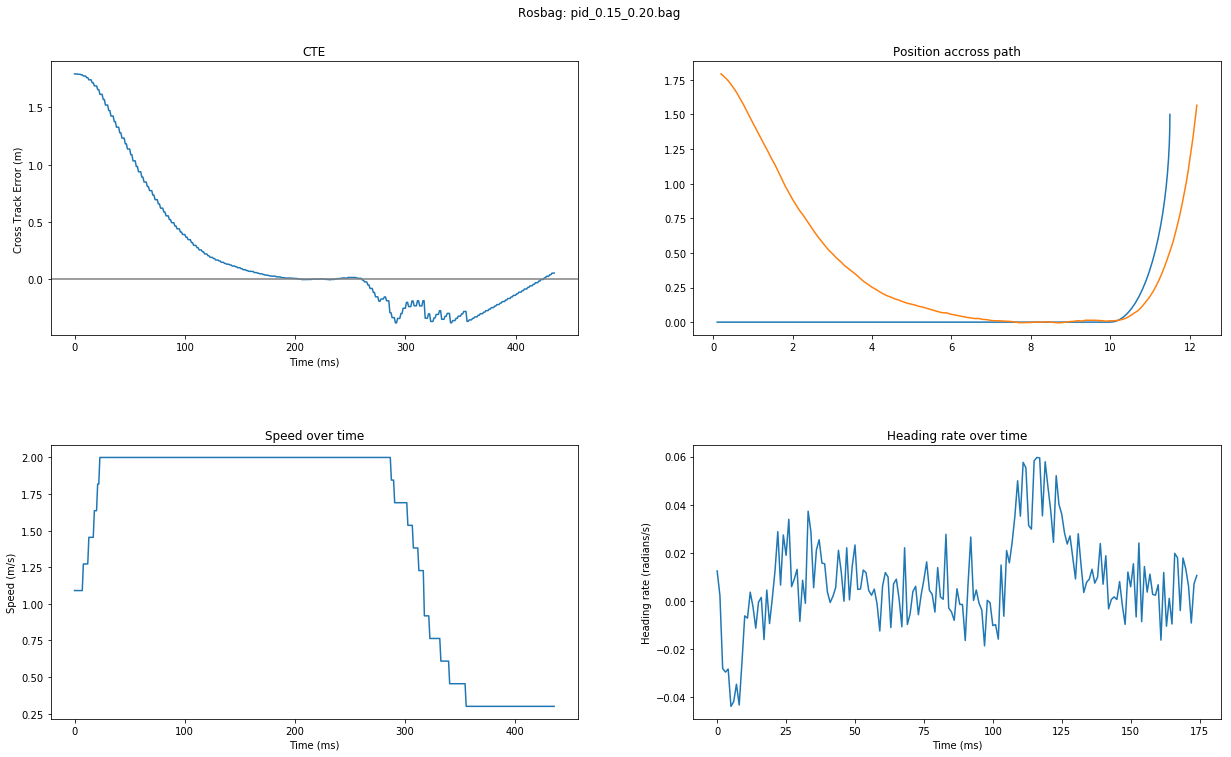 Rosbag: pid_0.15_0.20.bag
CTE
Cross Track Error (m)
1.5
1.0
0.5
0.0
0 100 200 300 400
Time (ms)
Position accross path
1.75
1.50
1.25
1.00
0.75
0.50
0.25
0.00
0 2 4 6 8 10 12
Speed over time
Speed (m/s)
2.00
1.75
1.50
1.25
1.00
0.75
0.50
0.25
0 100 200 300 400
Time (ms)
Heading rate over time
Heading rate (radians/s)
0.06
0.04
0.02
0.00
−0.02
−0.04
0 25 50 75 100 125 150 175
Time (ms)